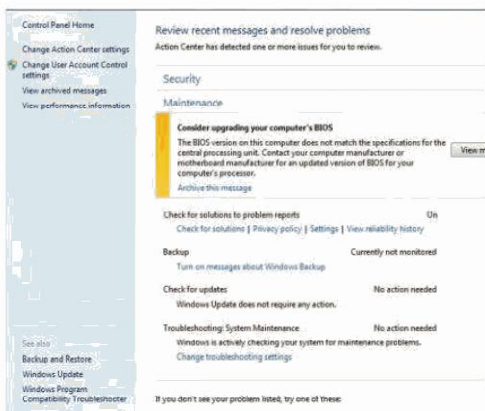 Control Panel Home
Change Action Center settings
Change User Account Control
settings
View archived messages
View performance information
See also
Backup and Restore
Windows Update
Windows Program
Compatibility Troubleshooter
Review recent messages and resolve problems
Action Center has detected one or more issues for you to review.
Security
Maintenance
Consider upgrading your computer's BIOS
The BIOS version on this computer does not match the specifications for the
central processing unit. Contact your computer manufacturer or
motherboard manufacturer for an updated version of BIOS for your
computer's processor.
View m
Archive this message
Check for solutions to problem reports On
Check for solutions | Privacy policy | Settings | View reliability history
Backup Currently not monitored
Turn on messages about Windows Backup
Check for updates No action needed
Windows Update does not require any action.
Troubleshooting: System Maintenance No action needed
Windows is actively checking your system for maintenance problems.
Change troubleshooting settings
If you don't see your problem listed, try one of these: